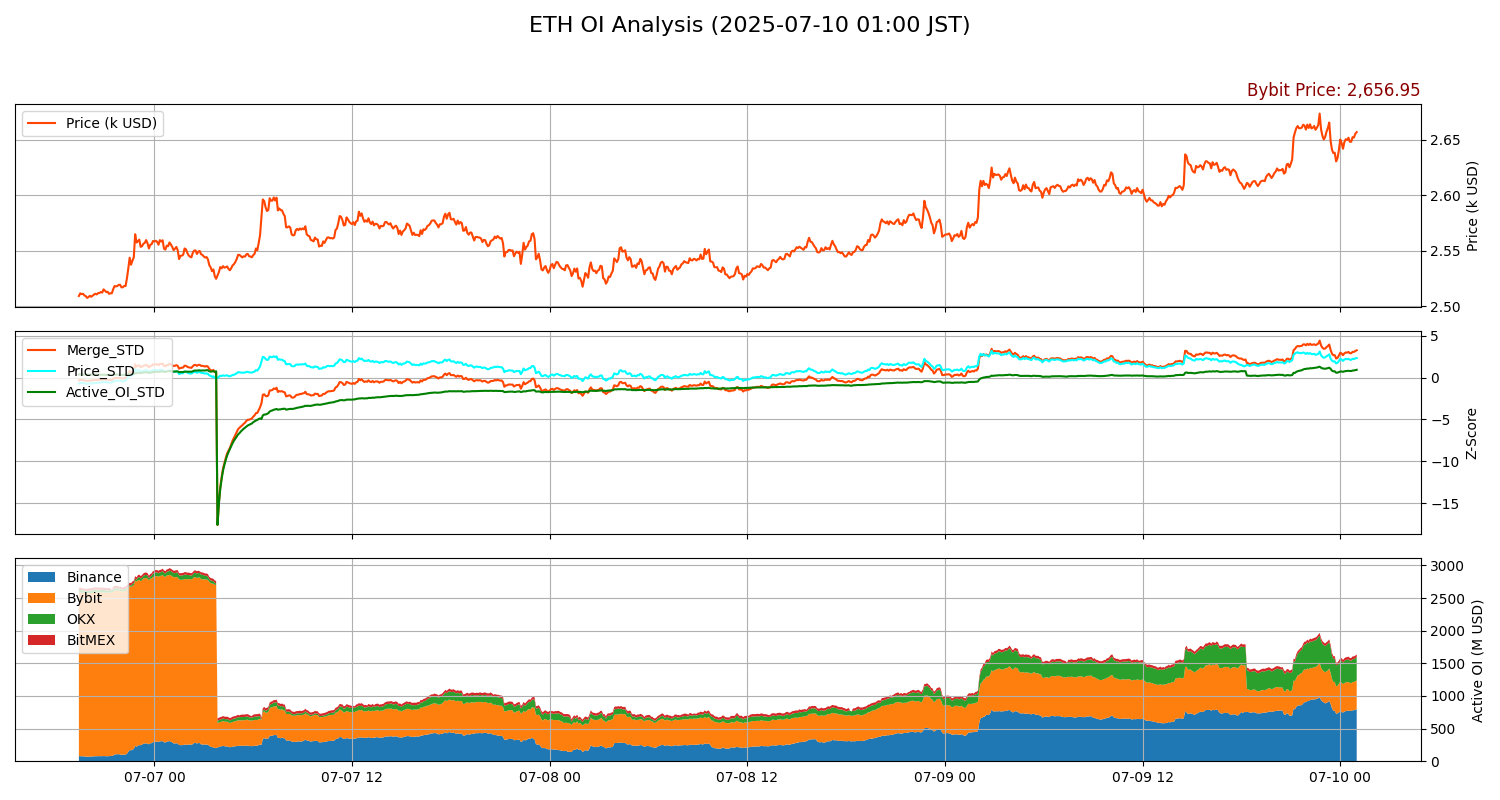 ETH OI Analysis (2025-07-10 01:00 JST)
Bybit Price: 2,656.95
Price (k USD)
2.65
2.60
2.55
2.50
Price (k USD)
Merge_STD
Price_STD
Active_OI_STD
5
0
−5
−10
−15
Z-Score
Binance
Bybit
OKX
BitMEX
3000
2500
2000
1500
1000
500
0
Active OI (M USD)
07-07 00
07-07 12
07-08 00
07-08 12
07-09 00
07-09 12
07-10 00